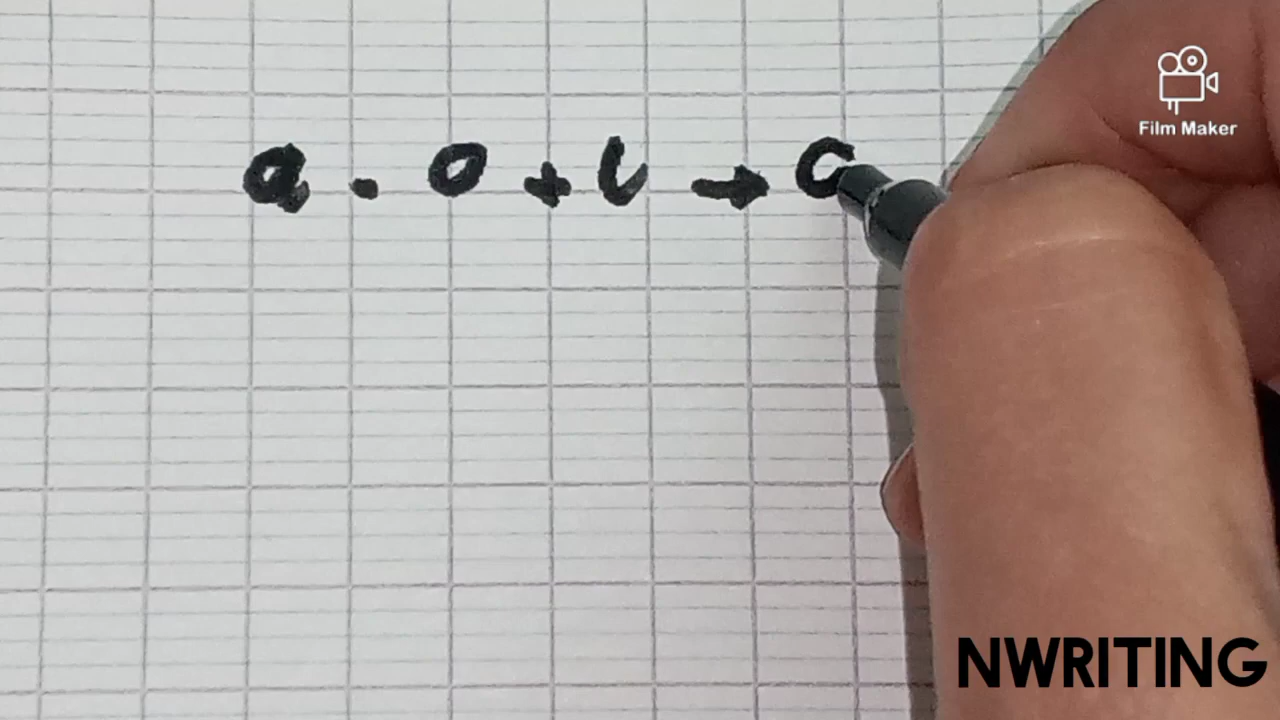 a . o + ι → a
Film Maker
NWRITING